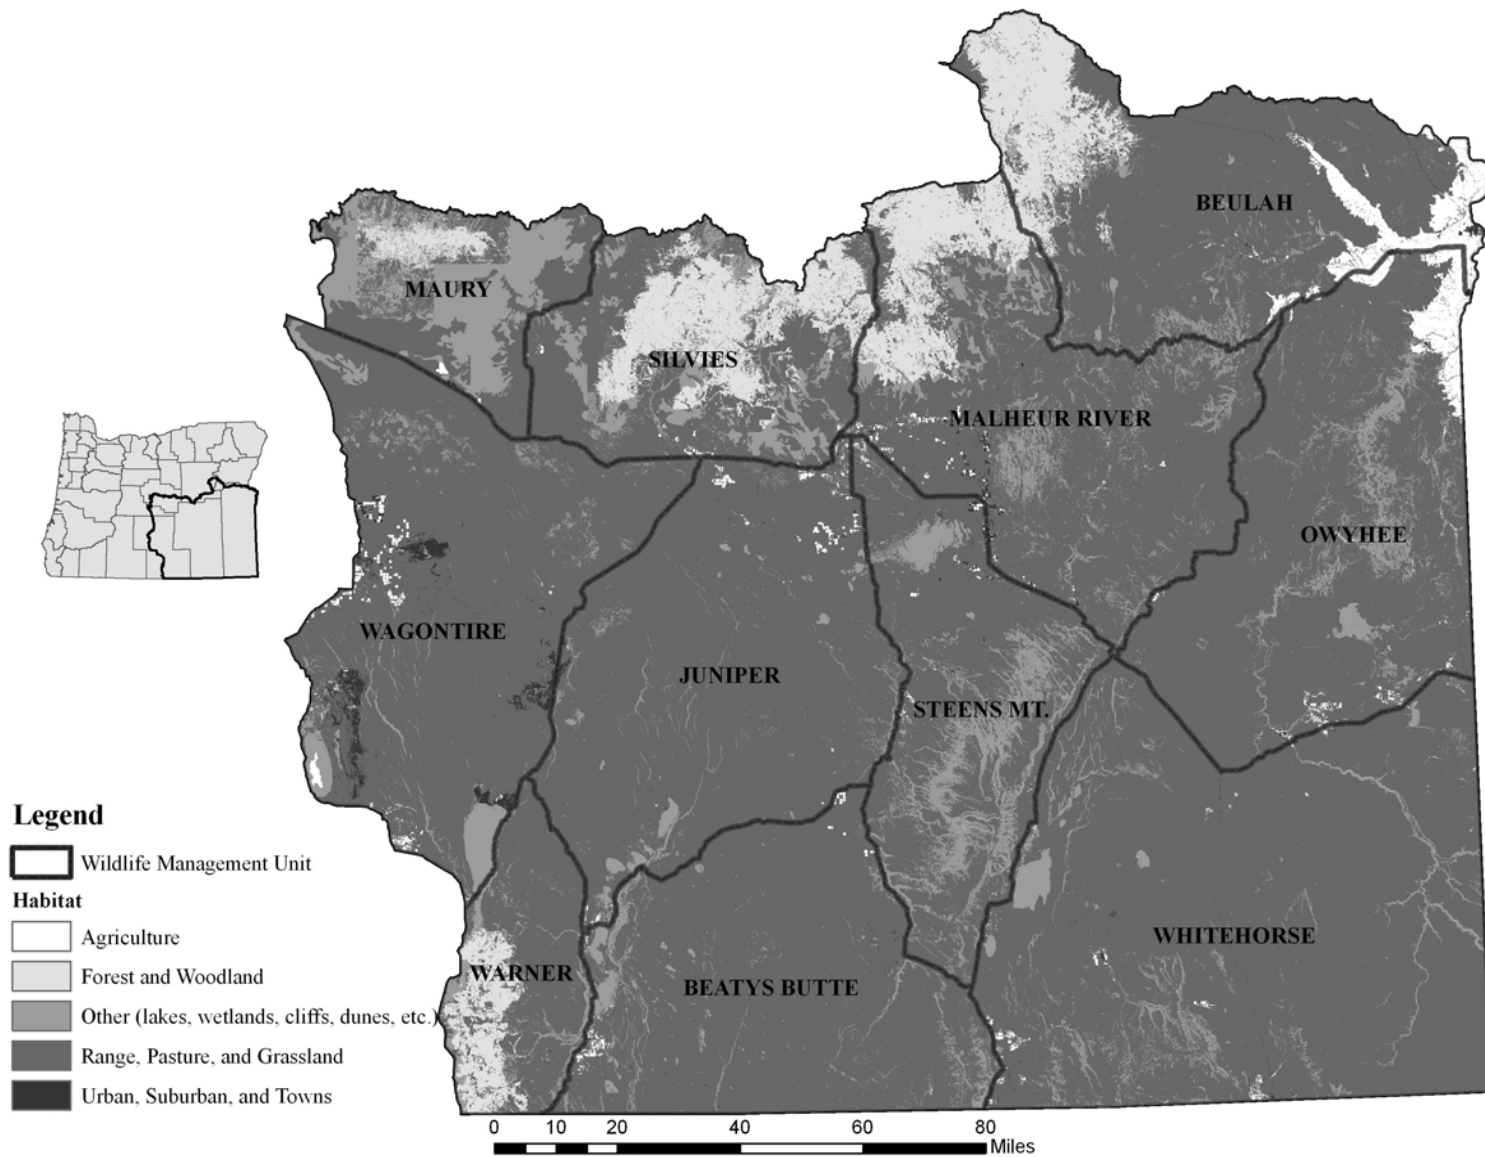 BEULAH
MAURY
SILVIES
MALHEUR RIVER
OWYHEE
WAGONTIRE
JUNIPER
STEENS MT.
WHITEHORSE
WARNER
BEATYS BUTTE
Legend
Wildlife Management Unit
Habitat
Agriculture
Forest and Woodland
Other (lakes, wetlands, cliffs, dunes, etc.)
Range, Pasture, and Grassland
Urban, Suburban, and Towns
0 10 20 40 60 80
Miles